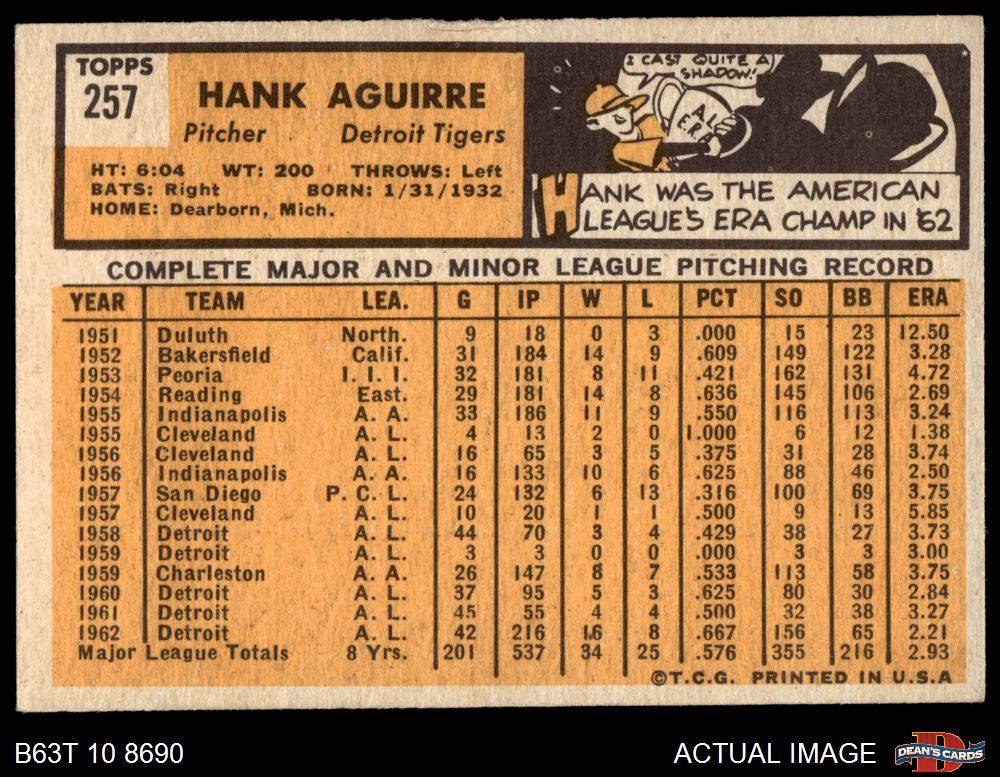 TOPPS
257
HANK AGUIRRE
Pitcher Detroit Tigers
HT: 6:04 WT: 200 THROWS: Left
BATS: Right BORN: 1/31/1932
HOME: Dearborn, Mich.
I CAST QUITE A
SHADOW!
A.L.
ERA
HANK WAS THE AMERICAN
LEAGUE'S ERA CHAMP IN '62
COMPLETE MAJOR AND MINOR LEAGUE PITCHING RECORD
YEAR TEAM LEA. G IP W L PCT SO BB ERA
1951 Duluth North. 9 18 0 3 .000 15 23 12.50
1952 Bakersfield Calif. 31 184 14 9 .609 149 122 3.28
1953 Peoria I. I. I. 32 181 8 11 .421 162 131 4.72
1954 Reading East. 29 181 14 8 .636 145 106 2.69
1955 Indianapolis A. A. 33 186 11 9 .550 116 113 3.24
1955 Cleveland A. L. 4 13 2 0 1.000 6 12 1.38
1956 Cleveland A. L. 16 65 3 5 .375 31 28 3.74
1956 Indianapolis A. A. 16 133 10 6 .625 88 46 2.50
1957 San Diego P. C. L. 24 132 6 13 .316 100 69 3.75
1957 Cleveland A. L. 10 20 1 1 .500 9 13 5.85
1958 Detroit A. L. 44 70 3 4 .429 38 27 3.73
1959 Detroit A. L. 3 3 0 0 .000 3 3 3.00
1959 Charleston A. A. 26 147 8 7 .533 113 58 3.75
1960 Detroit A. L. 37 95 5 3 .625 80 30 2.84
1961 Detroit A. L. 45 55 4 4 .500 32 38 3.27
1962 Detroit A. L. 42 216 16 8 .667 156 65 2.21
Major League Totals 8 Yrs. 201 537 34 25 .576 355 216 2.93
©T.C.G. PRINTED IN U.S.A
B63T 10 8690 ACTUAL IMAGE
D
DEAN'S CARDS